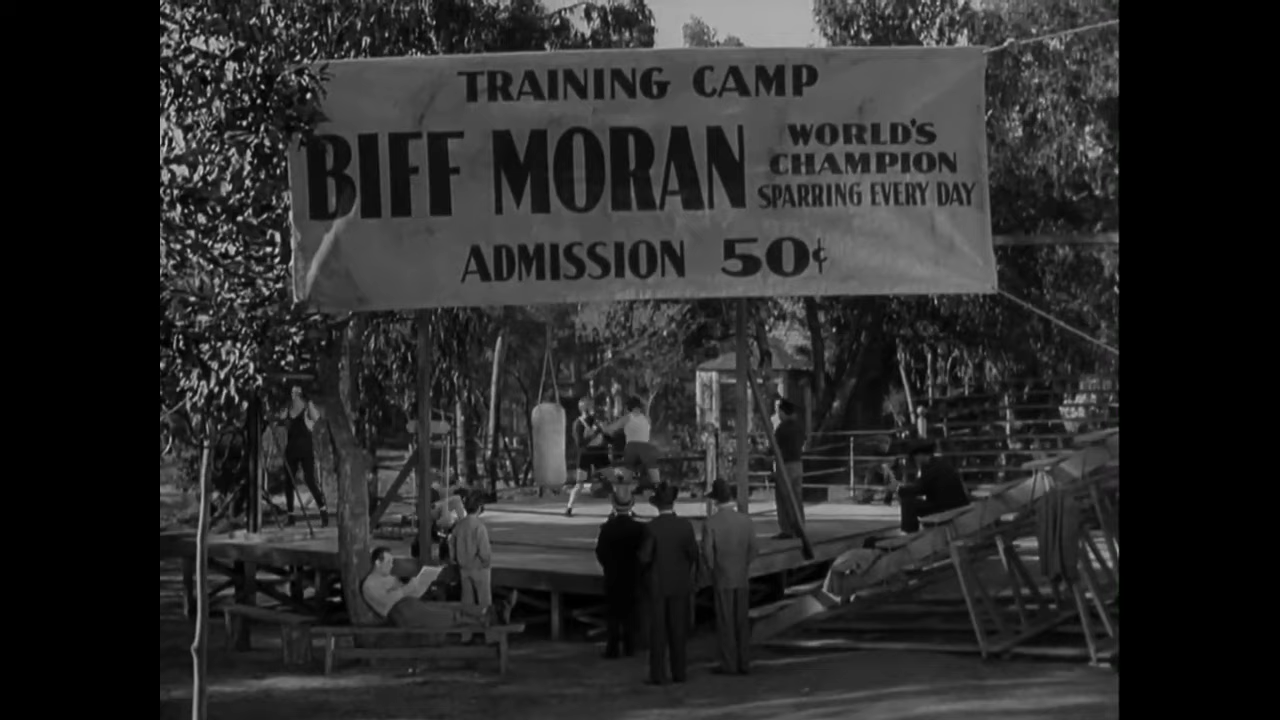 TRAINING CAMP
BIFF MORAN
WORLD'S
CHAMPION
SPARRING EVERY DAY
ADMISSION 50¢